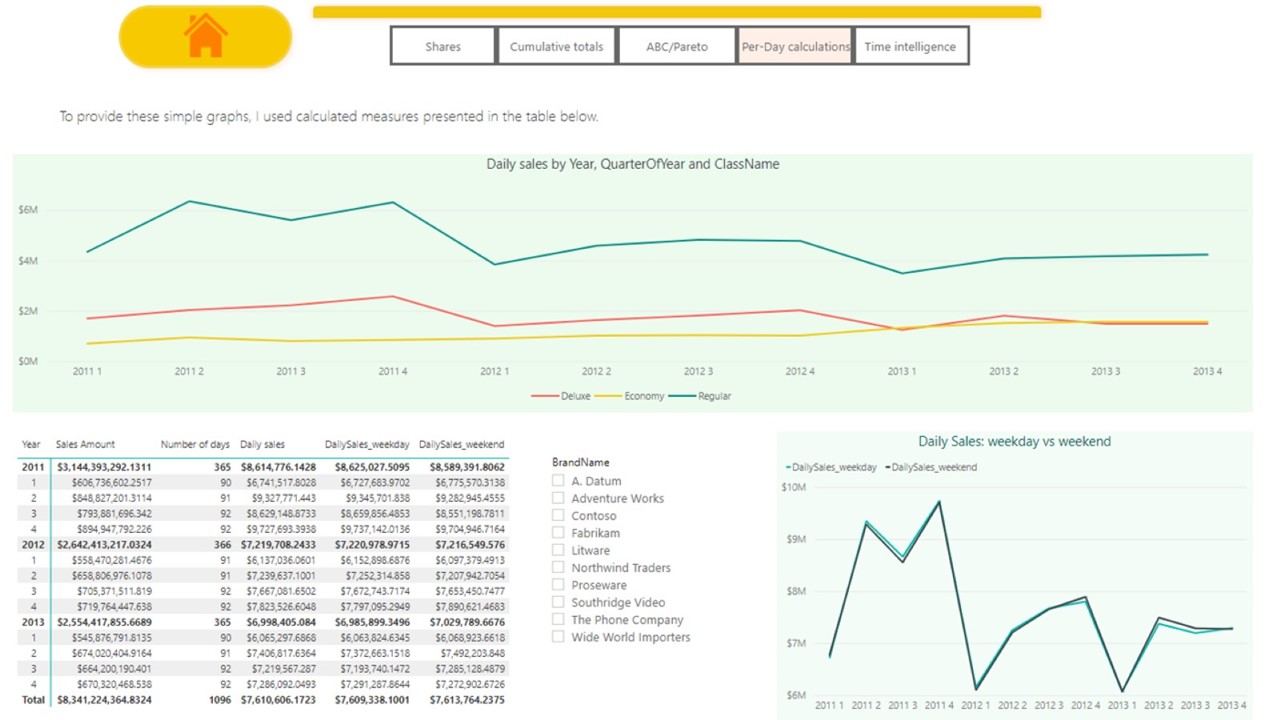 Shares Cumulative totals ABC/Pareto Per-Day calculations Time intelligence
To provide these simple graphs, I used calculated measures presented in the table below.
Daily sales by Year, QuarterOfYear and ClassName
$6M
$4M
$2M
$0M
2011 1 2011 2 2011 3 2011 4 2012 1 2012 2 2012 3 2012 4 2013 1 2013 2 2013 3 2013 4
Deluxe Economy Regular
Year Sales Amount Number of days Daily sales DailySales_weekday DailySales_weekend
2011 $3,144,393,292.1311 365 $8,614,776.1428 $8,625,027.5095 $8,589,391.8062
1 $606,736,602.2517 90 $6,741,517.8028 $6,727,683.9702 $6,775,570.3138
2 $848,827,201.3114 91 $9,327,771.443 $9,345,701.838 $9,282,945.4555
3 $793,881,696.342 92 $8,629,148.8733 $8,659,856.4853 $8,551,198.7811
4 $894,947,792.226 92 $9,727,693.3938 $9,737,142.0136 $9,704,946.7164
2012 $2,642,413,217.0324 366 $7,219,708.2433 $7,220,978.9715 $7,216,549.576
1 $558,470,281.4676 91 $6,137,036.0601 $6,152,898.6876 $6,097,379.4913
2 $658,806,976.1078 91 $7,239,637.1001 $7,252,314.858 $7,207,942.7054
3 $705,371,511.819 92 $7,667,081.6502 $7,672,743.7174 $7,653,450.7477
4 $719,764,447.638 92 $7,823,526.6048 $7,797,095.2949 $7,890,621.4683
2013 $2,554,417,855.6689 365 $6,998,405.084 $6,985,899.3496 $7,029,789.6676
1 $545,876,791.8135 90 $6,065,297.6868 $6,063,824.6345 $6,068,923.6618
2 $674,020,404.9164 91 $7,406,817.6364 $7,372,663.1518 $7,492,203.848
3 $664,200,190.401 92 $7,219,567.287 $7,193,740.1472 $7,285,128.4879
4 $670,320,468.538 92 $7,286,092.0493 $7,291,287.8644 $7,272,902.6726
Total $8,341,224,364.8324 1096 $7,610,606.1723 $7,609,338.1001 $7,613,764.2375
BrandName
A. Datum
Adventure Works
Contoso
Fabrikam
Litware
Northwind Traders
Proseware
Southridge Video
The Phone Company
Wide World Importers
Daily Sales: weekday vs weekend
DailySales_weekday DailySales_weekend
$10M
$9M
$8M
$7M
$6M
2011 1 2011 2 2011 3 2011 4 2012 1 2012 2 2012 3 2012 4 2013 1 2013 2 2013 3 2013 4